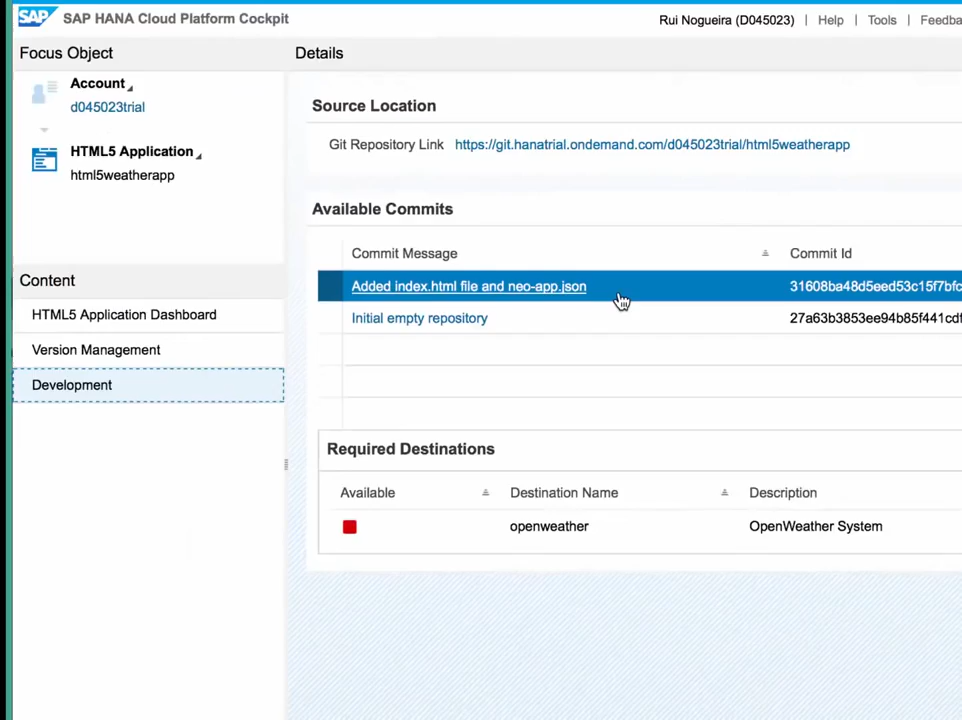 SAP SAP HANA Cloud Platform Cockpit
Rui Nogueira (D045023) | Help | Tools | Feedba
Focus Object
Account
d045023trial
HTML5 Application
html5weatherapp
Content
HTML5 Application Dashboard
Version Management
Development
Details
Source Location
Git Repository Link https://git.hanatrial.ondemand.com/d045023trial/html5weatherapp
Available Commits
Commit Message Commit Id
Added index.html file and neo-app.json 31608ba48d5eed53c15f7bfc
Initial empty repository 27a63b3853ee94b85f441cdf
Required Destinations
Available Destination Name Description
openweather OpenWeather System